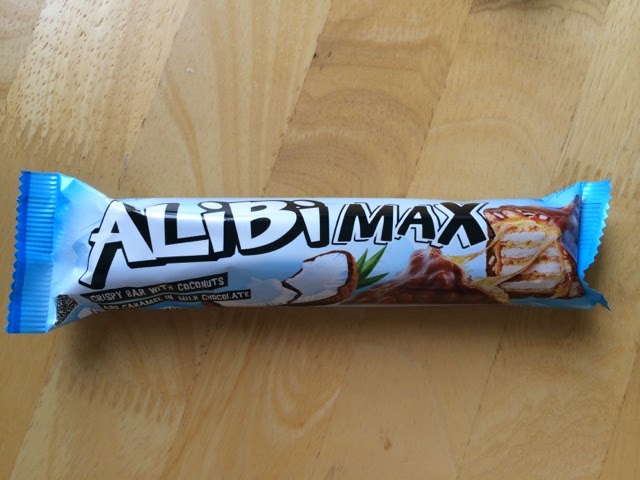 ALiBi MAX
CRISPY BAR WITH COCONUTS
AND CARAMEL IN MILK CHOCOLATE